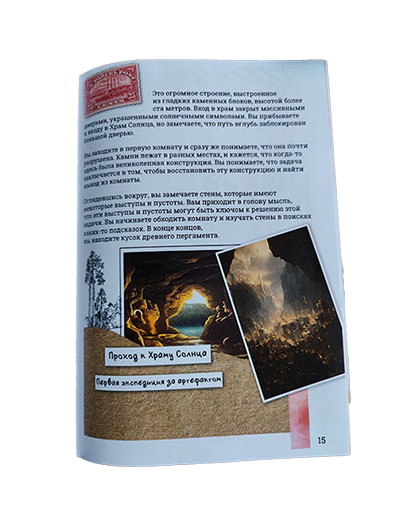 Это огромное строение, выстроенное
из гладких каменных блоков, высотой более
ста метров. Вход в храм закрыт массивными
дверьми, украшенными солнечными символами. Вы прибываете
к входу в Храм Солнца, но замечаете, что путь вглубь заблокирован
большой дверью.
Вы заходите в первую комнату и сразу же понимаете, что она почти
разрушена. Камни лежат в разных местах, и кажется, что когда-то
здесь была великолепная конструкция. Вы понимаете, что задача
заключается в том, чтобы восстановить эту конструкцию и найти
выход из комнаты.
Оглядевшись вокруг, вы замечаете стены, которые имеют
некоторые выступы и пустоты. Вам приходит в голову мысль,
что эти выступы и пустоты могут быть ключом к решению этой
задачи. Вы начинаете обходить комнату и изучать стены в поисках
каких-то подсказок. В конце концов,
вы находите кусок древнего пергамента.
Проход к Храму Солнца
Первая экспедиция за артефактом
15